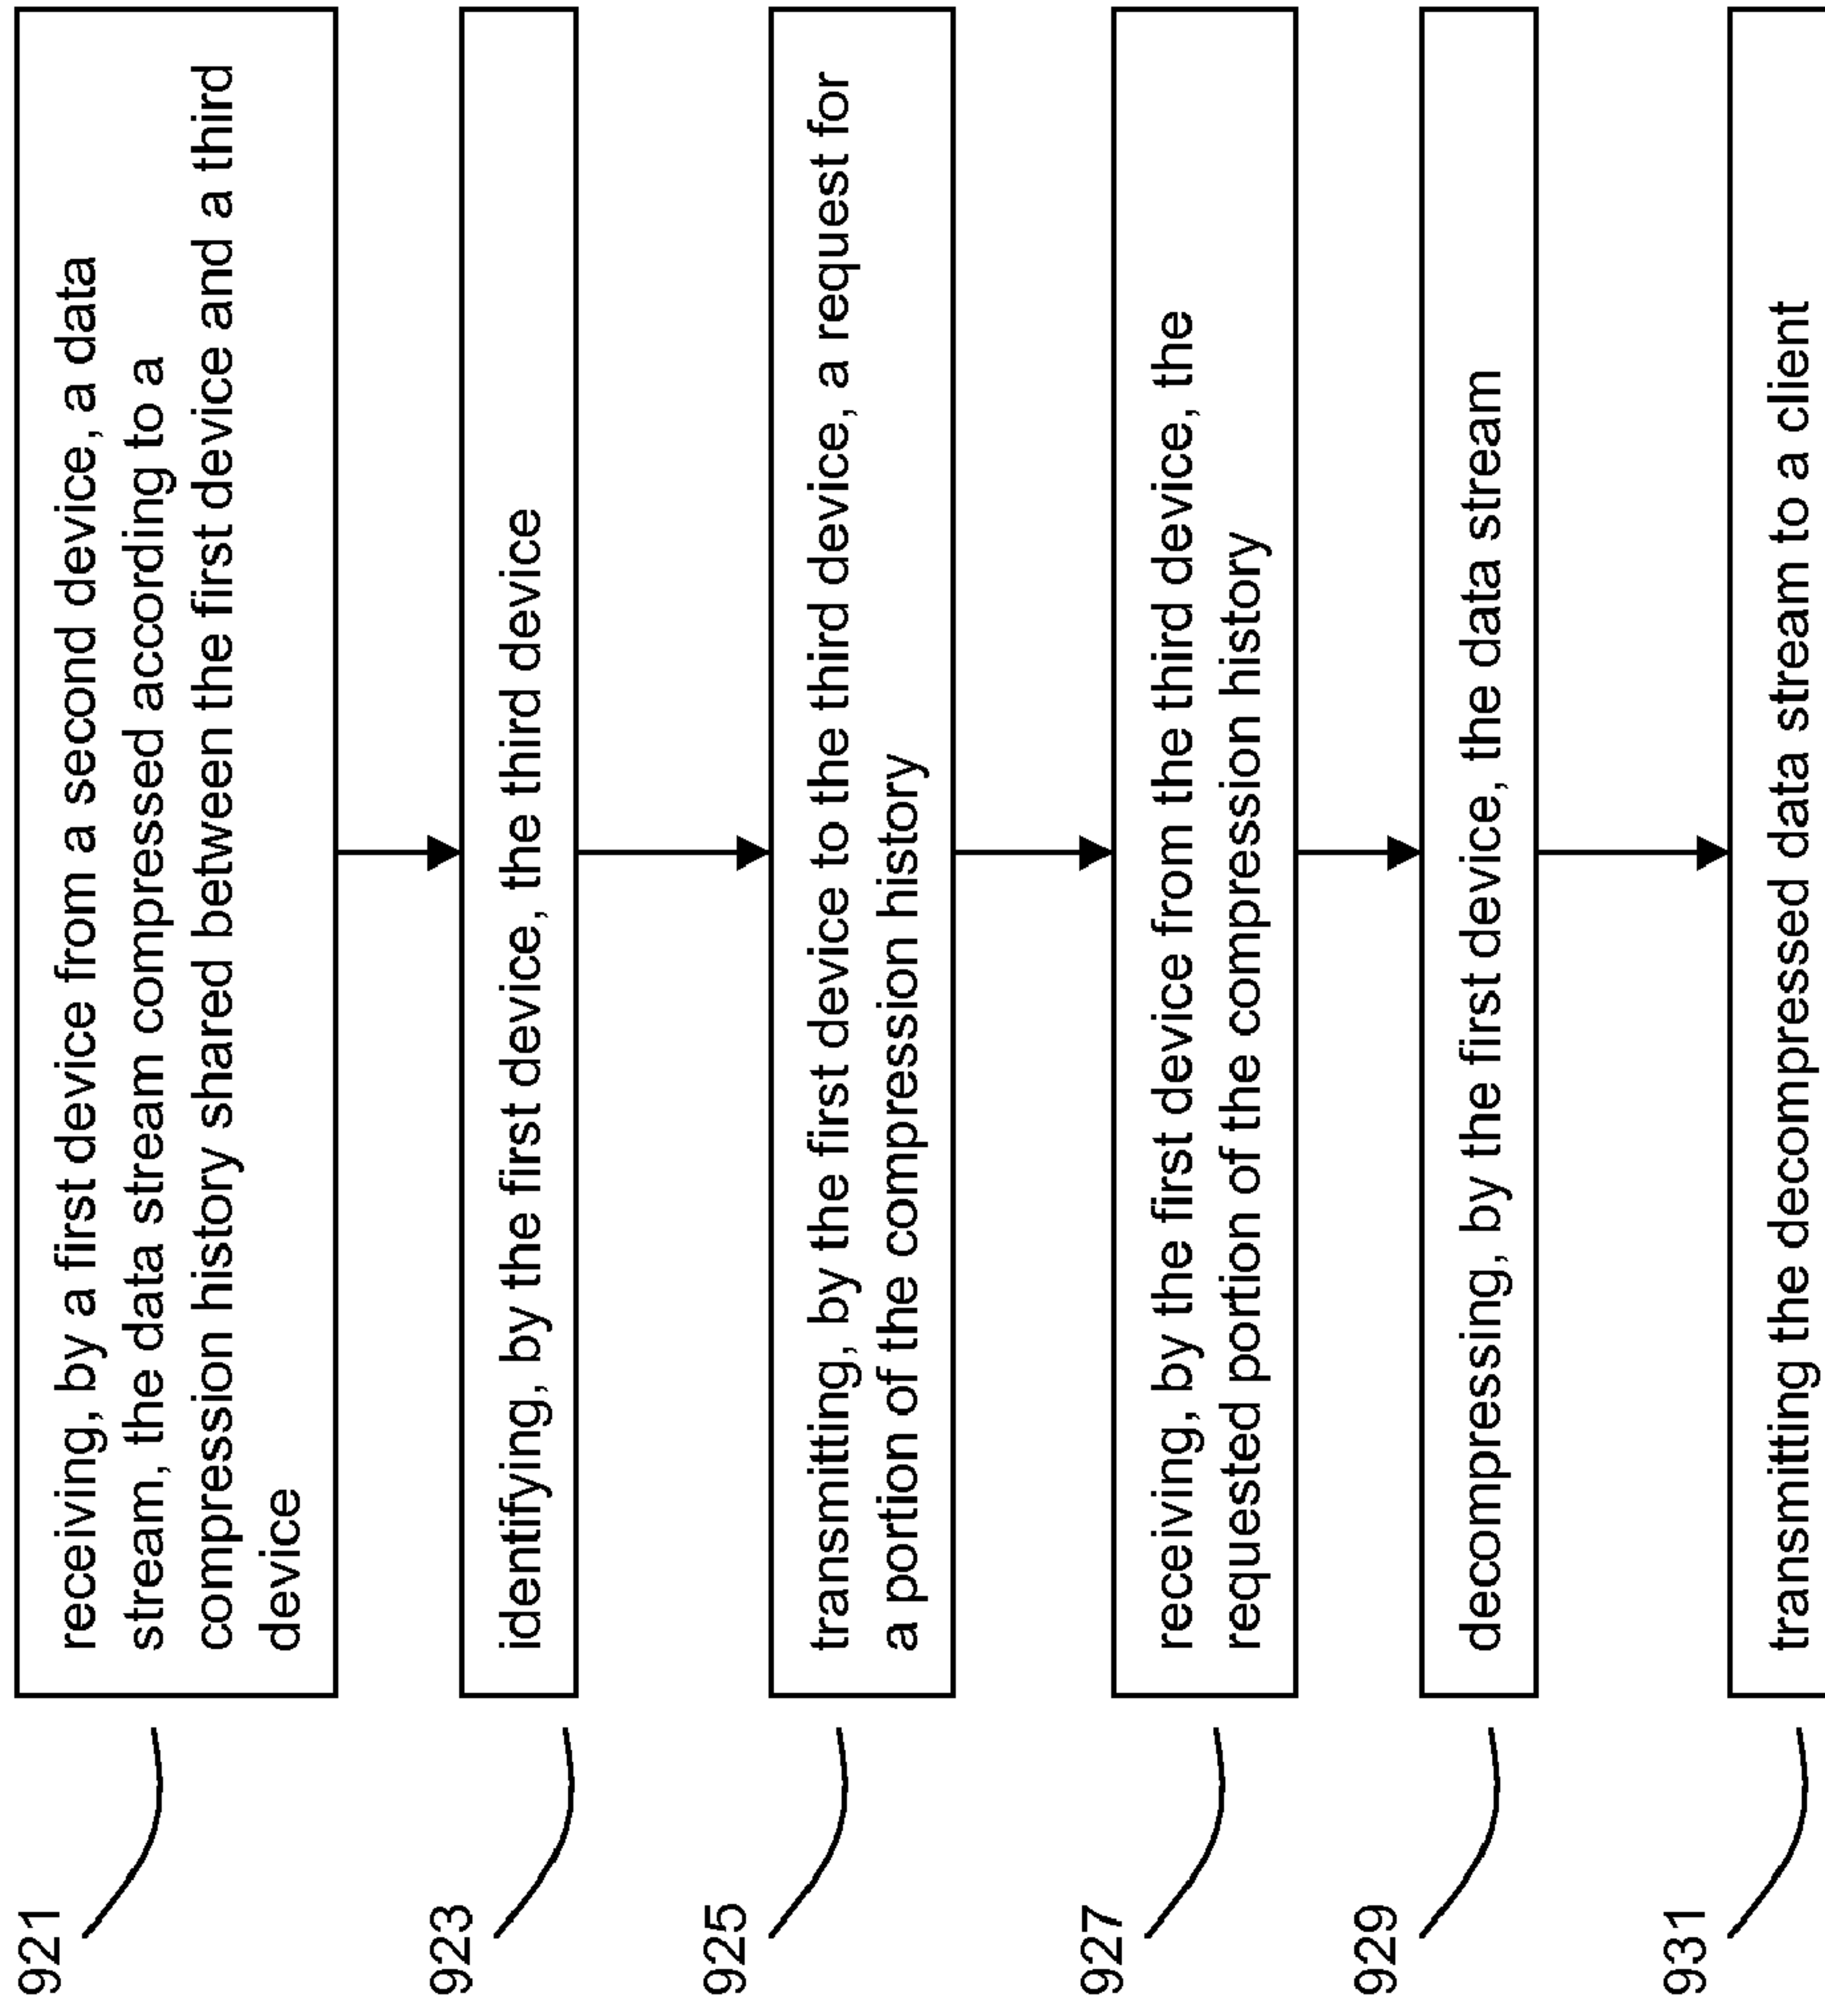 921
receiving, by a first device from a second device, a data
stream, the data stream compressed according to a
compression history shared between the first device and a third
device
923
identifying, by the first device, the third device
925
transmitting, by the first device to the third device, a request for
a portion of the compression history
927
receiving, by the first device from the third device, the
requested portion of the compression history
929
decompressing, by the first device, the data stream
931
transmitting the decompressed data stream to a client